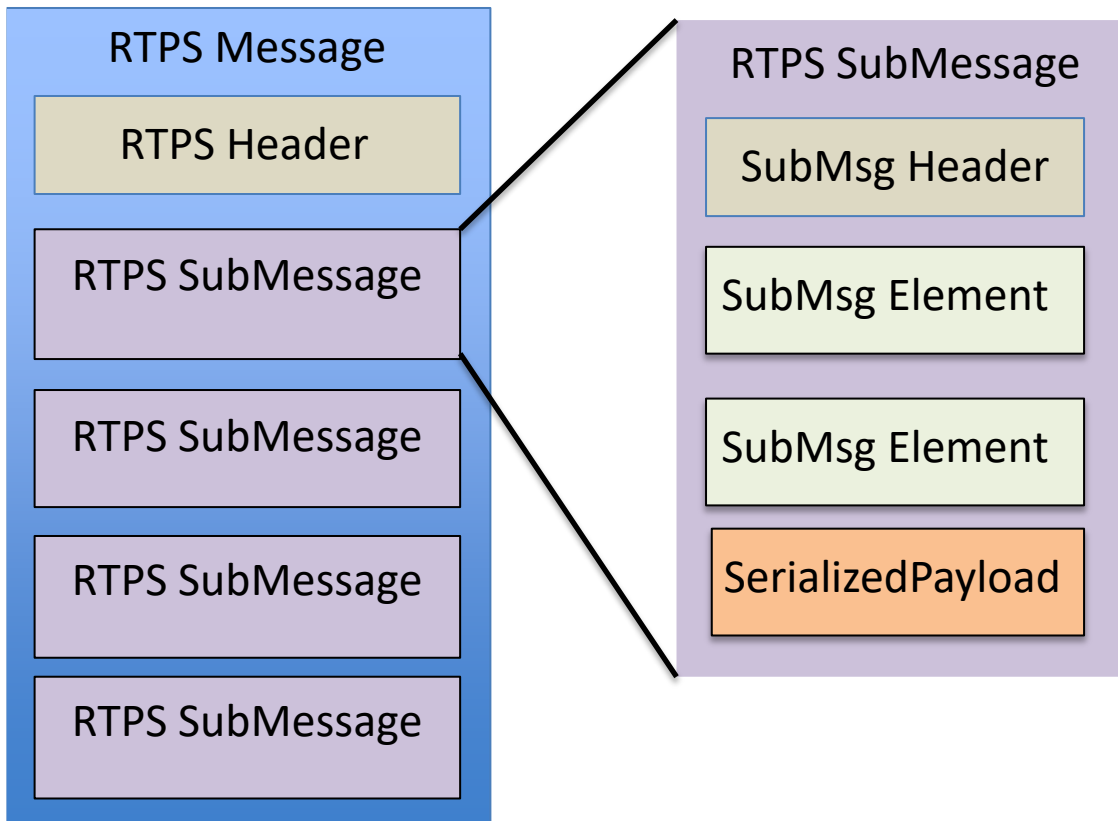 RTPS Message
RTPS Header
RTPS SubMessage
RTPS SubMessage
RTPS SubMessage
RTPS SubMessage
RTPS SubMessage
SubMsg Header
SubMsg Element
SubMsg Element
SerializedPayload